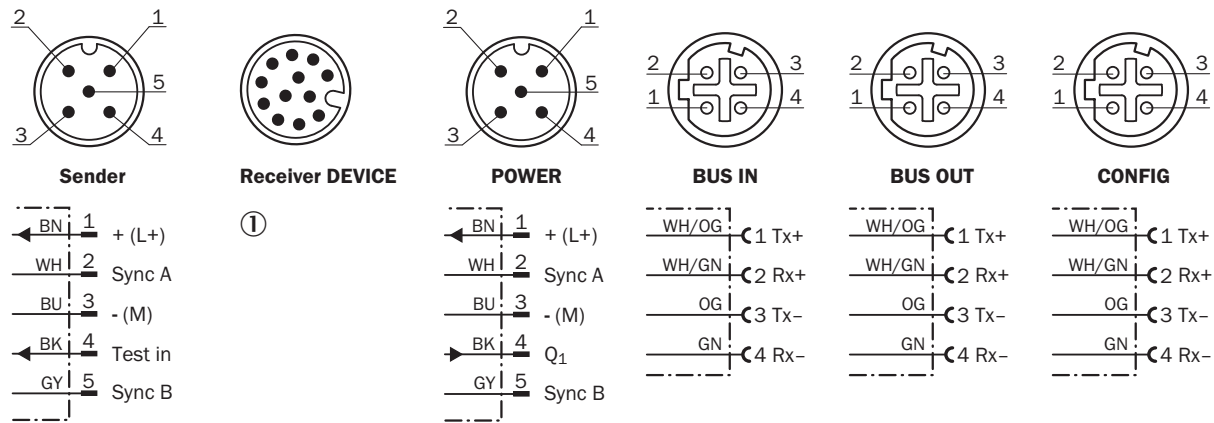 2 1
5
3 4
Sender
BN 1 + (L+)
WH 2 Sync A
BU 3 - (M)
BK 4 Test in
GY 5 Sync B
Receiver DEVICE
①
2 1
5
3 4
POWER
BN 1 + (L+)
WH 2 Sync A
BU 3 - (M)
BK 4 Q1
GY 5 Sync B
2 3
1 4
BUS IN
WH/OG 1 Tx+
WH/GN 2 Rx+
OG 3 Tx–
GN 4 Rx–
2 3
1 4
BUS OUT
WH/OG 1 Tx+
WH/GN 2 Rx+
OG 3 Tx–
GN 4 Rx–
2 3
1 4
CONFIG
WH/OG 1 Tx+
WH/GN 2 Rx+
OG 3 Tx–
GN 4 Rx–